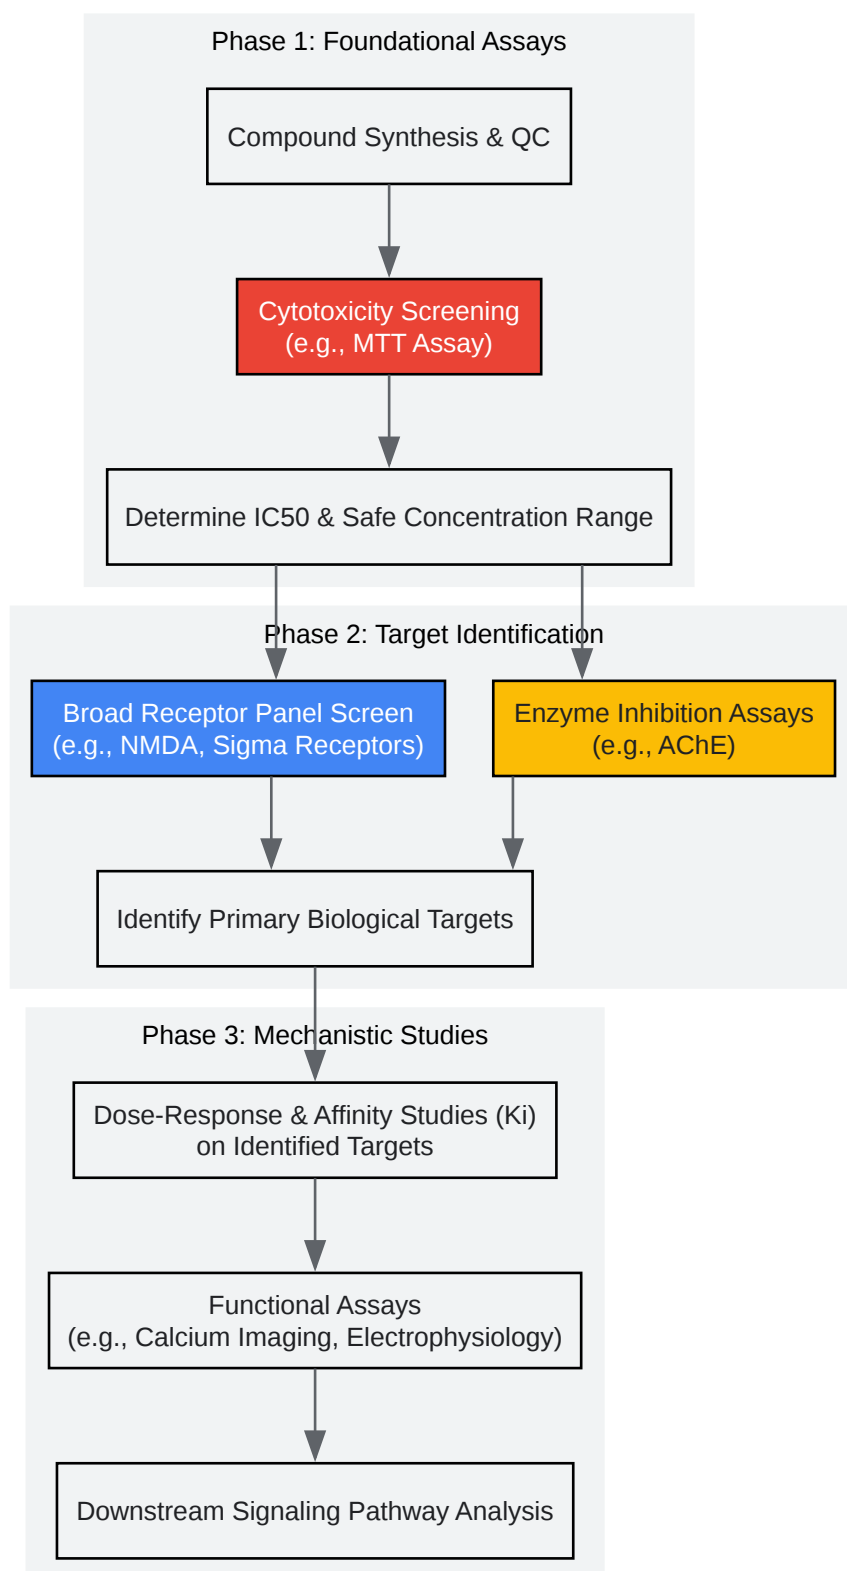 Phase 1: Foundational Assays
Compound Synthesis & QC
Cytotoxicity Screening
(e.g., MTT Assay)
Determine IC50 & Safe Concentration Range
Phase 2: Target Identification
Broad Receptor Panel Screen
(e.g., NMDA, Sigma Receptors)
Enzyme Inhibition Assays
(e.g., AChE)
Identify Primary Biological Targets
Phase 3: Mechanistic Studies
Dose-Response & Affinity Studies (Ki)
on Identified Targets
Functional Assays
(e.g., Calcium Imaging, Electrophysiology)
Downstream Signaling Pathway Analysis